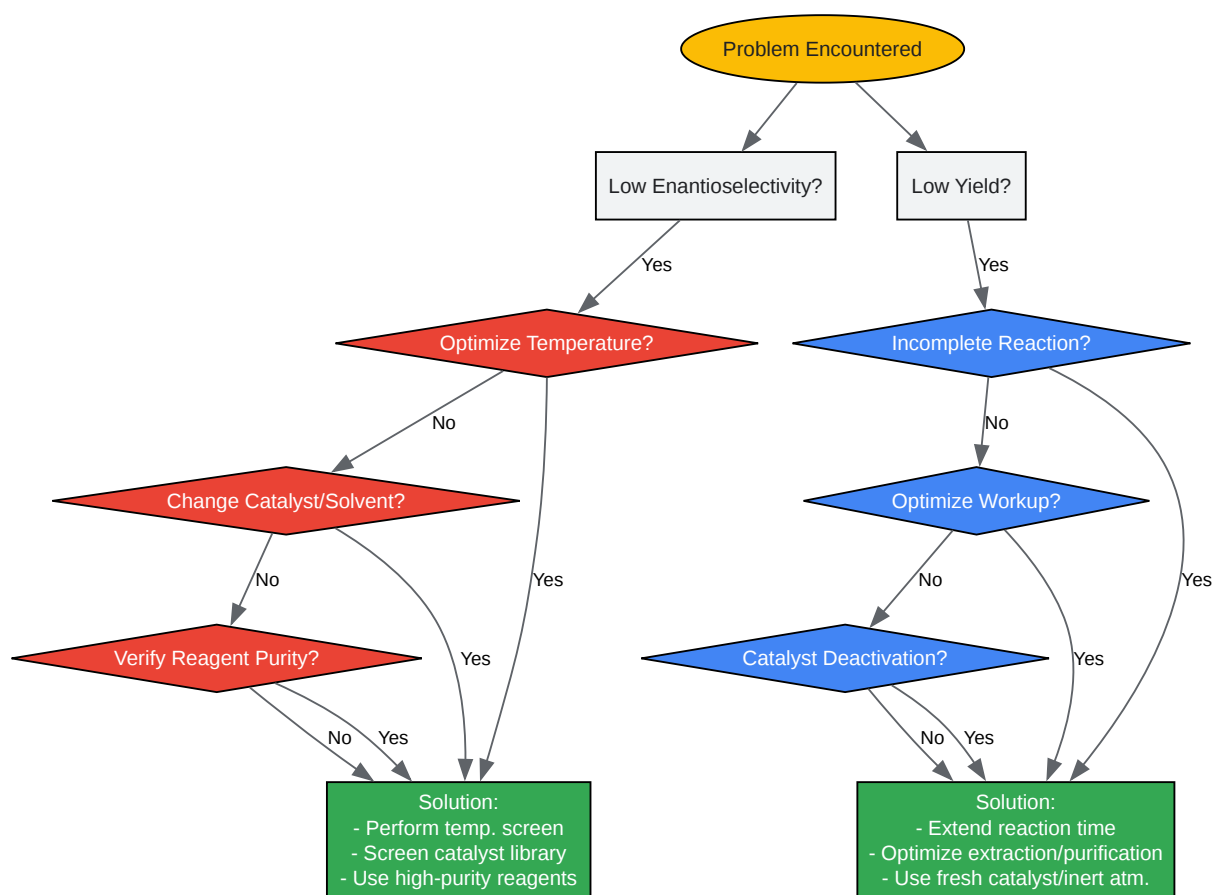 Problem Encountered
Low Enantioselectivity?
Low Yield?
Yes
Yes
Optimize Temperature?
Incomplete Reaction?
No
No
Change Catalyst/Solvent?
Optimize Workup?
No
Yes
No
Yes
Verify Reagent Purity?
Yes
Catalyst Deactivation?
Yes
No
Yes
No
Yes
Solution:
- Perform temp. screen
- Screen catalyst library
- Use high-purity reagents
Solution:
- Extend reaction time
- Optimize extraction/purification
- Use fresh catalyst/inert atm.